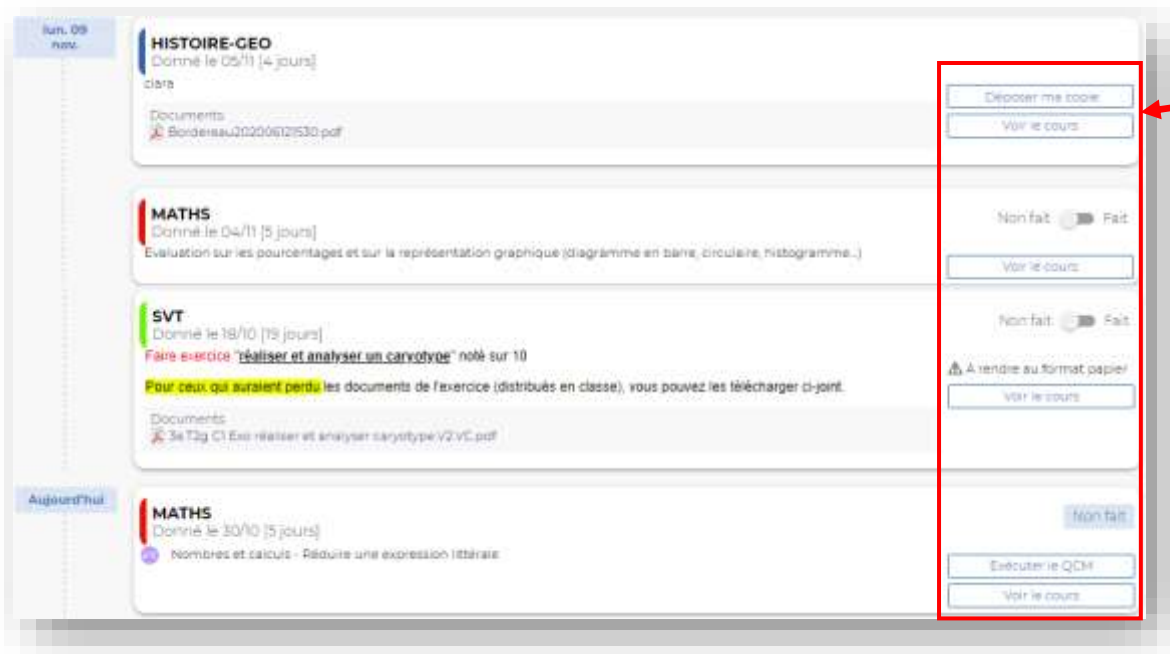 lun. 09
nov.
HISTOIRE-GEO
Donné le 05/11 [4 jours]
clara
Documents
Bordereau202006121530.pdf
Déposer ma copie
Voir le cours
MATHS
Donné le 04/11 [5 jours]
Evaluation sur les pourcentages et sur la représentation graphique (diagramme en barre, circulaire, histogramme...)
Non fait Fait
Voir le cours
SVT
Donné le 18/10 [19 jours]
Faire exercice "réaliser et analyser un caryotype" noté sur 10
Pour ceux qui auraient perdu les documents de l'exercice (distribués en classe), vous pouvez les télécharger ci-joint.
Documents
3e T2g C1 Exo réaliser et analyser caryotype.V2.VC.pdf
Non fait Fait
A rendre au format papier
Voir le cours
Aujourd'hui
MATHS
Donné le 30/10 [5 jours]
Nombres et calculs - Réduire une expression littérale
Non fait
Exécuter le QCM
Voir le cours